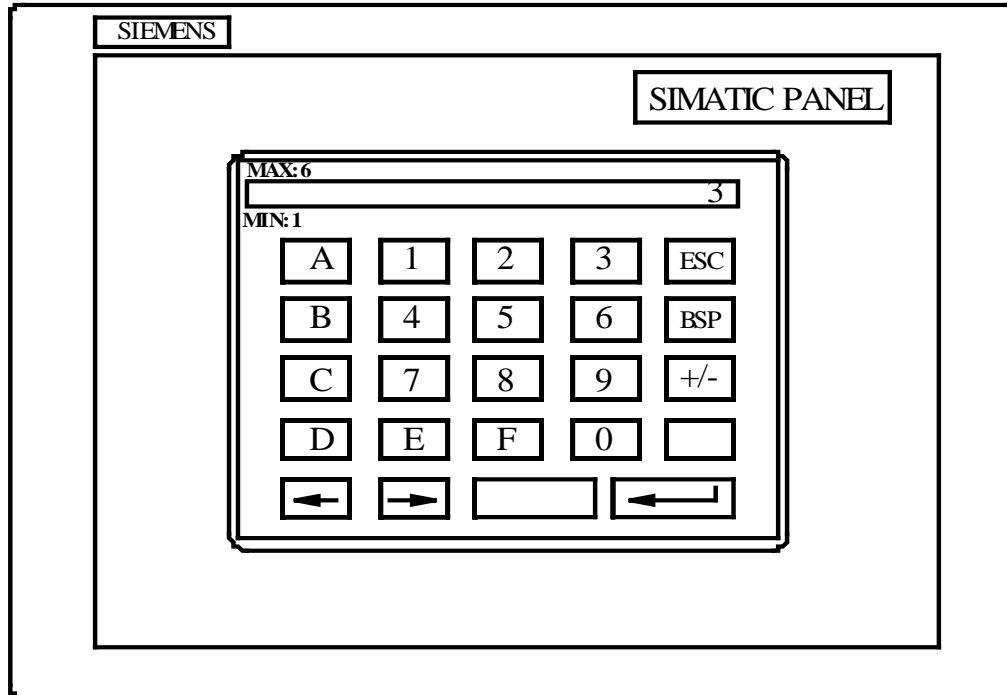 SIEMENS
SIMATIC PANEL
MAX: 6
3
MIN: 1
A 1 2 3 ESC
B 4 5 6 BSP
C 7 8 9 +/-
D E F 0